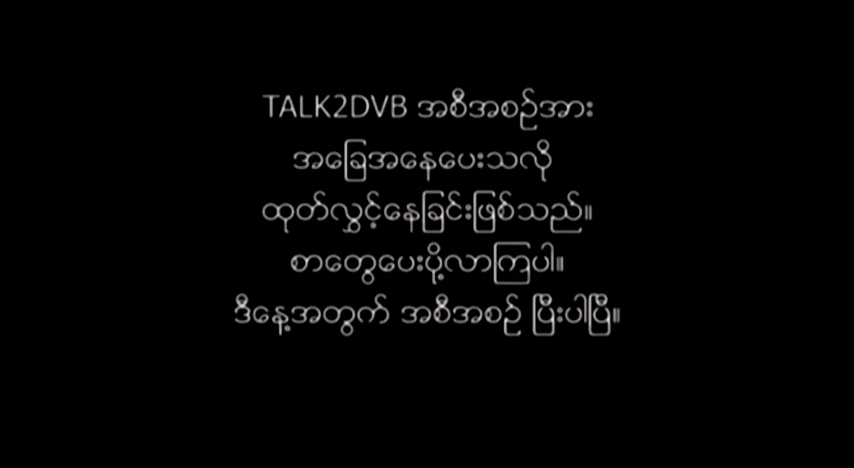 TALK2DVB အစီအစဉ်အား
အခြေအနေပေးသလို
ထုတ်လွှင့်နေခြင်းဖြစ်သည်။
စာတွေပေးပို့လာကြပါ။
ဒီနေ့အတွက် အစီအစဉ် ပြီးပါပြီ။